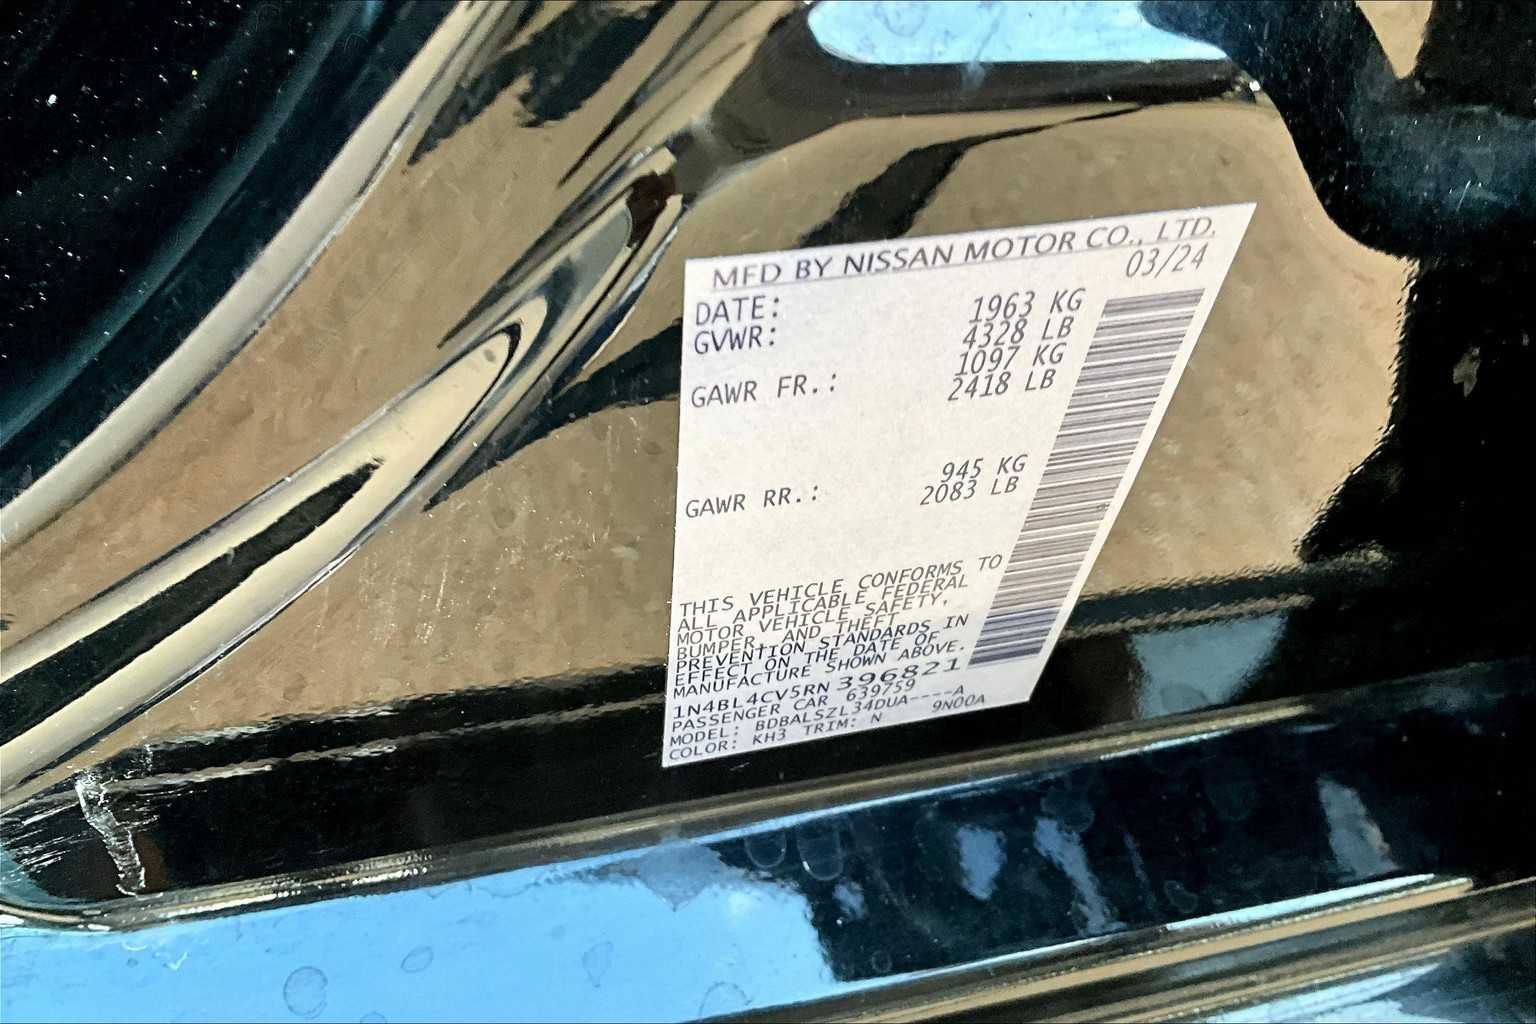 MFD BY NISSAN MOTOR CO., LTD.
DATE: 03/24
GVWR: 1963 KG
4328 LB
GAWR FR.: 1097 KG
2418 LB
GAWR RR.: 945 KG
2083 LB
THIS VEHICLE CONFORMS TO
ALL APPLICABLE FEDERAL
MOTOR VEHICLE SAFETY,
BUMPER, AND THEFT
PREVENTION STANDARDS IN
EFFECT ON THE DATE OF
MANUFACTURE SHOWN ABOVE.
1N4BL4CV5RN396821
PASSENGER CAR 639759
MODEL: BDBALSZL34DUA----A
COLOR: KH3 TRIM: N 9N00A